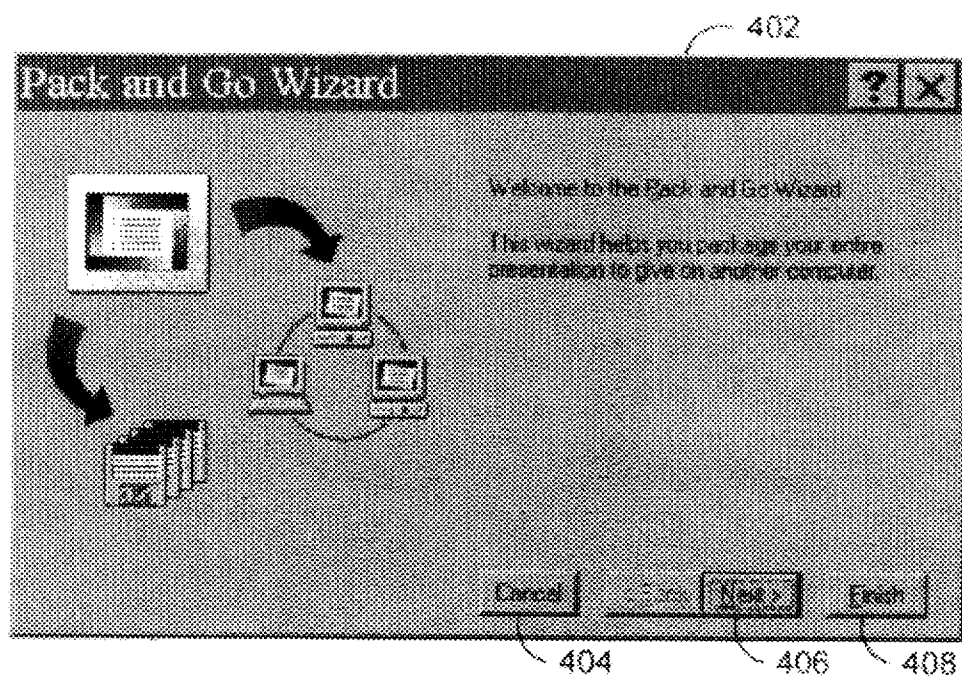 402
Pack and Go Wizard
Welcome to the Pack and Go Wizard
This wizard helps you package your entire
presentation to give on another computer.
Cancel < Back Next > Finish
404 406 408